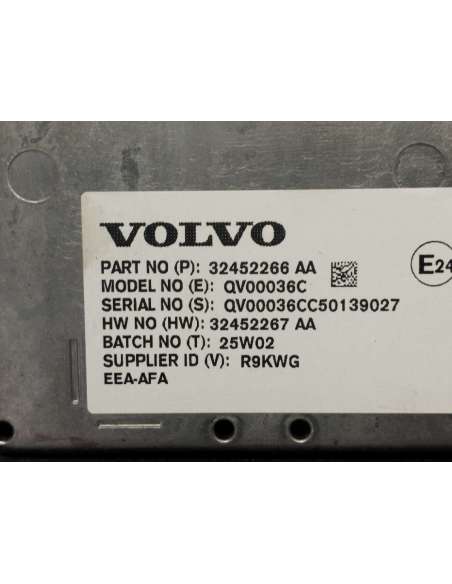 VOLVO
PART NO (P): 32452266 AA
MODEL NO (E): QV00036C
SERIAL NO (S): QV00036CC50139027
HW NO (HW): 32452267 AA
BATCH NO (T): 25W02
SUPPLIER ID (V): R9KWG
EEA-AFA
E24